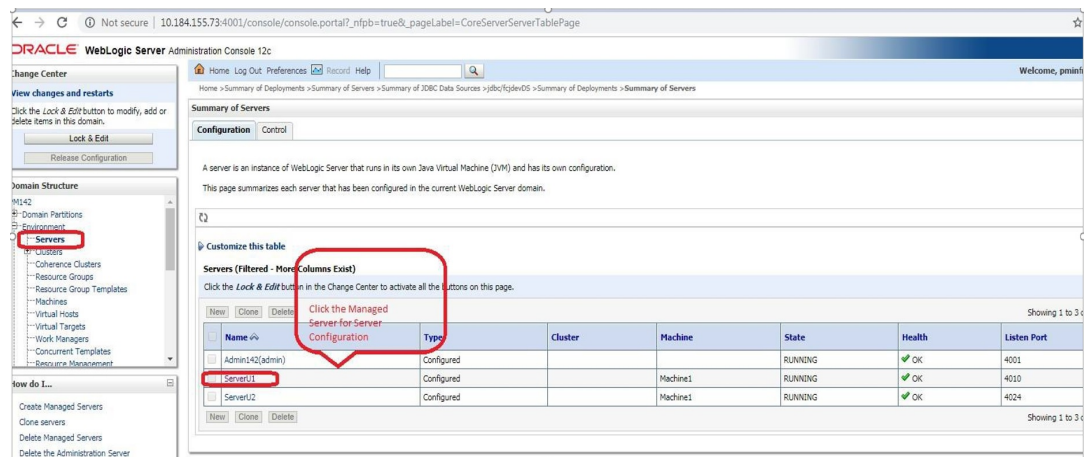 Not secure | 10.184.155.73:4001/console/console.portal?_nfpb=true&_pageLabel=CoreServerServerTablePage
ORACLE WebLogic Server Administration Console 12c
Change Center
View changes and restarts
Click the Lock & Edit button to modify, add or
delete items in this domain.
Lock & Edit
Release Configuration
Domain Structure
Domain Partitions
Environment
Servers
Clusters
Coherence Clusters
Resource Groups
Resource Group Templates
Machines
Virtual Hosts
Virtual Targets
Work Managers
Concurrent Templates
Resource Management
How do I...
Create Managed Servers
Clone servers
Delete Managed Servers
Delete the Administration Server
Home Log Out Preferences Record Help
Welcome, pminf
Home >Summary of Deployments >Summary of Servers >Summary of JDBC Data Sources >jdbc/fcjdevDS >Summary of Deployments >Summary of Servers
Summary of Servers
Configuration Control
A server is an instance of WebLogic Server that runs in its own Java Virtual Machine (JVM) and has its own configuration.
This page summarizes each server that has been configured in the current WebLogic Server domain.
Customize this table
Servers (Filtered - More Columns Exist)
Click the Lock & Edit button in the Change Center to activate all the buttons on this page.
New Clone Delete
Showing 1 to 3
Click the Managed
Server for Server
Configuration
Name Type Cluster Machine State Health Listen Port
Admin142(admin) Configured RUNNING OK 4001
ServerU1 Configured Machine1 RUNNING OK 4010
ServerU2 Configured Machine1 RUNNING OK 4024
New Clone Delete
Showing 1 to 3